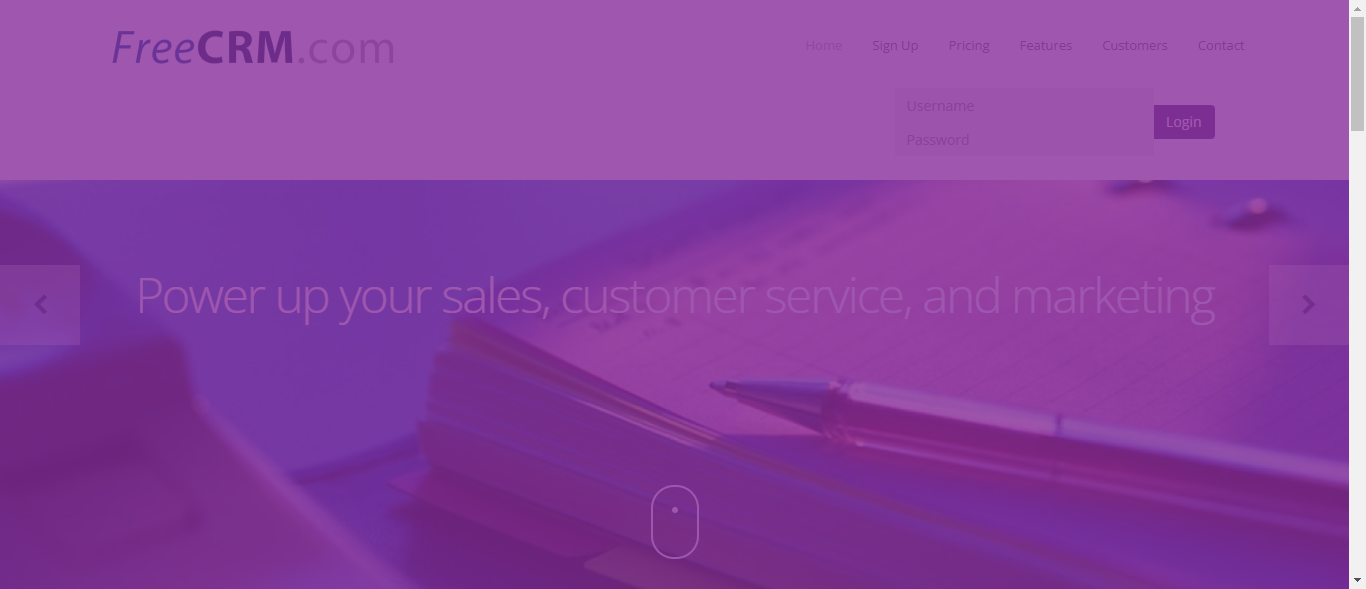 FreeCRM.com
Home Sign Up Pricing Features Customers Contact
Username
Login
Password
Power up your sales, customer service, and marketing